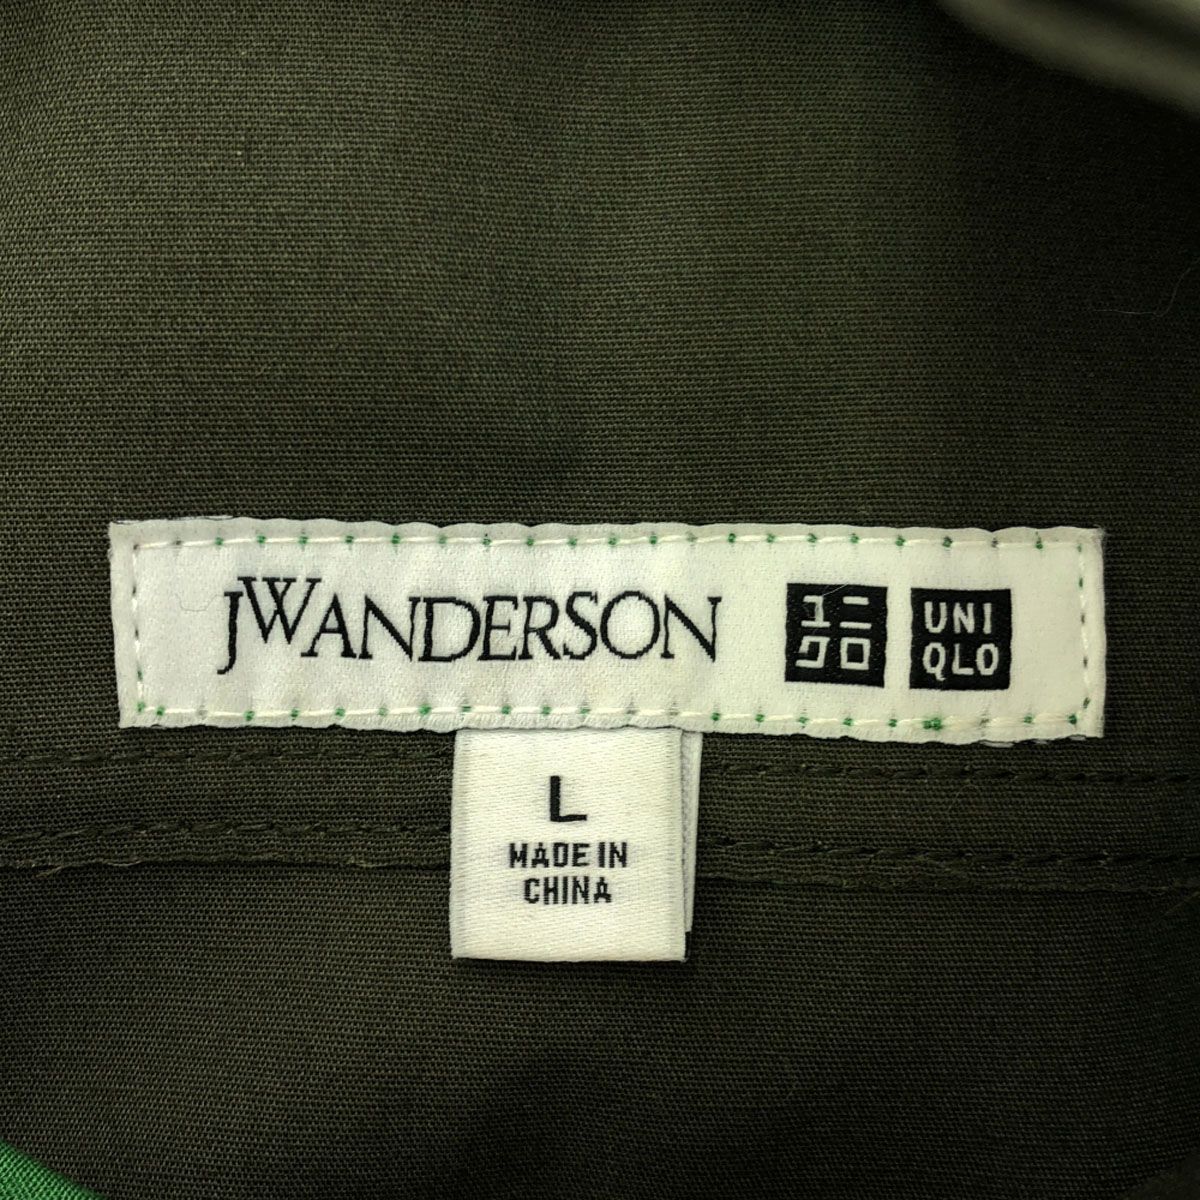 JWANDERSON
ユニ
クロ
UNI
QLO
L
MADE IN
CHINA